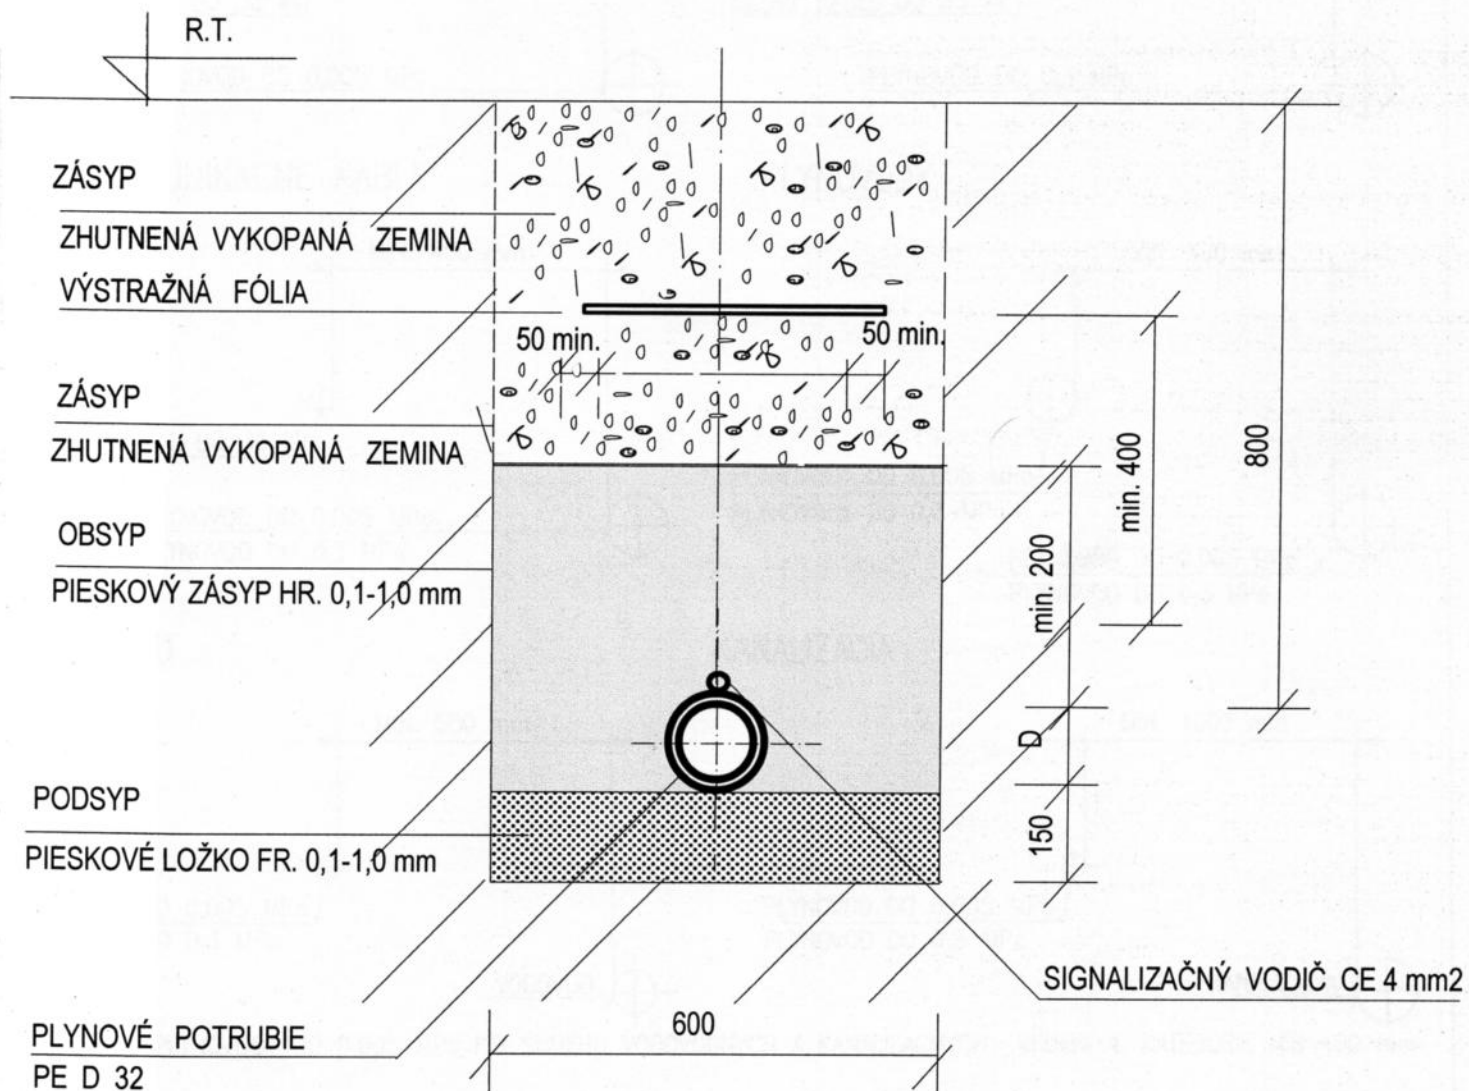 R.T.
ZÁSYP
ZHUTNENÁ VYKOPANÁ ZEMINA
VÝSTRAŽNÁ FÓLIA
50 min.
50 min.
ZÁSYP
ZHUTNENÁ VYKOPANÁ ZEMINA
min. 400
800
OBSYP
min. 200
PIESKOVÝ ZÁSYP HR. 0,1-1,0 mm
D
PODSYP
150
PIESKOVÉ LOŽKO FR. 0,1-1,0 mm
SIGNALIZAČNÝ VODIČ CE 4 mm2
600
PLYNOVÉ POTRUBIE
PE D 32